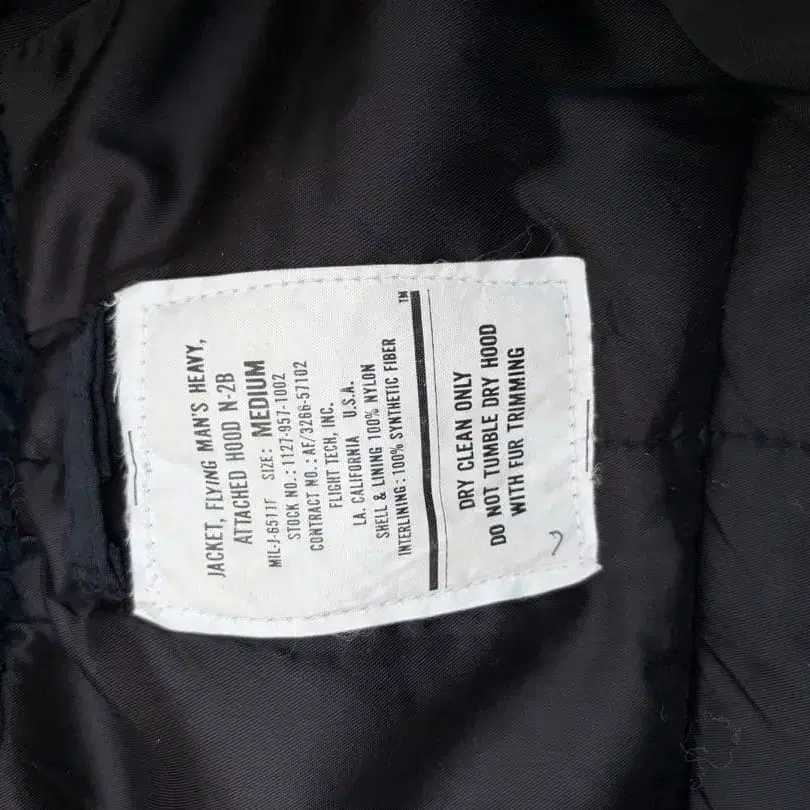 JACKET, FLYING MAN'S HEAVY,
ATTACHED HOOD N-2B
MIL-J-6511F SIZE: MEDIUM
STOCK NO.: 1127-957-1002
CONTRACT NO.: AF/3266-57102
FLIGHT TECH, INC.
LA. CALIFORNIA U.S.A.
SHELL & LINING 100% NYLON
INTERLINING: 100% SYNTHETIC FIBER
TM
DRY CLEAN ONLY
DO NOT TUMBLE DRY HOOD
WITH FUR TRIMMING